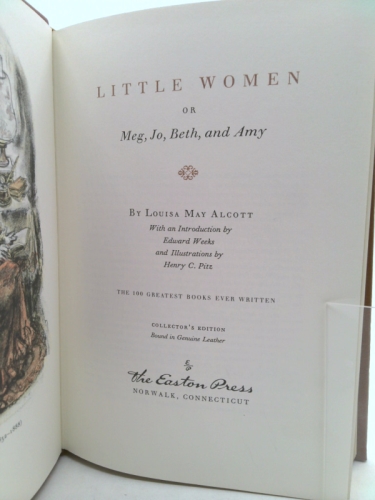 LITTLE WOMEN
OR
Meg, Jo, Beth, and Amy
BY LOUISA MAY ALCOTT
With an Introduction by
Edward Weeks
and Illustrations by
Henry C. Pitz
THE 100 GREATEST BOOKS EVER WRITTEN
COLLECTOR'S EDITION
Bound in Genuine Leather
The Easton Press
NORWALK, CONNECTICUT